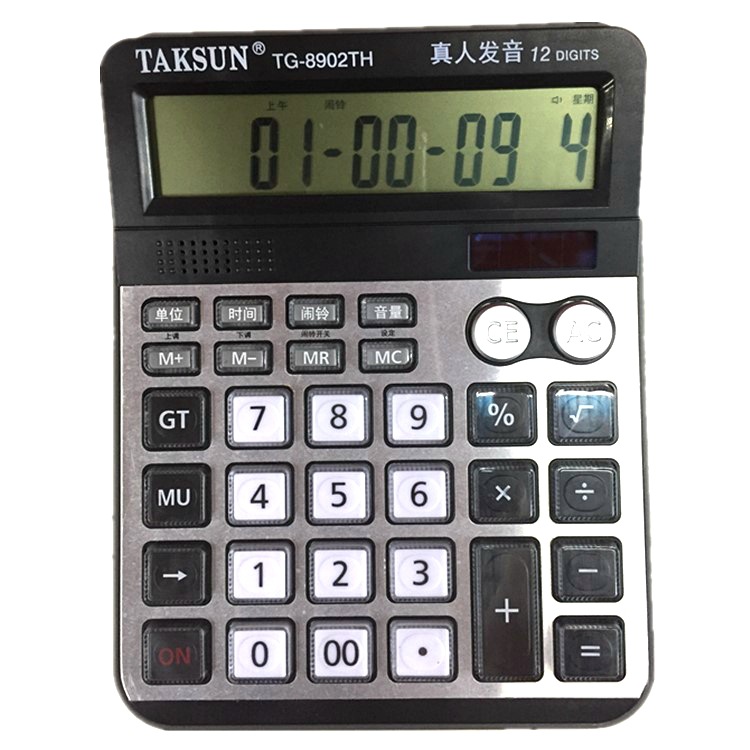 TAKSUN® TG-8902TH 真人发音 12 DIGITS
上午 闹铃 星期
01-00-09 4
单位 时间 闹铃 音量 CE AC
上调 下调 闹铃开关 设定
M+ M− MR MC
GT 7 8 9 % √
MU 4 5 6 × ÷
→ 1 2 3 + −
ON 0 00 • =